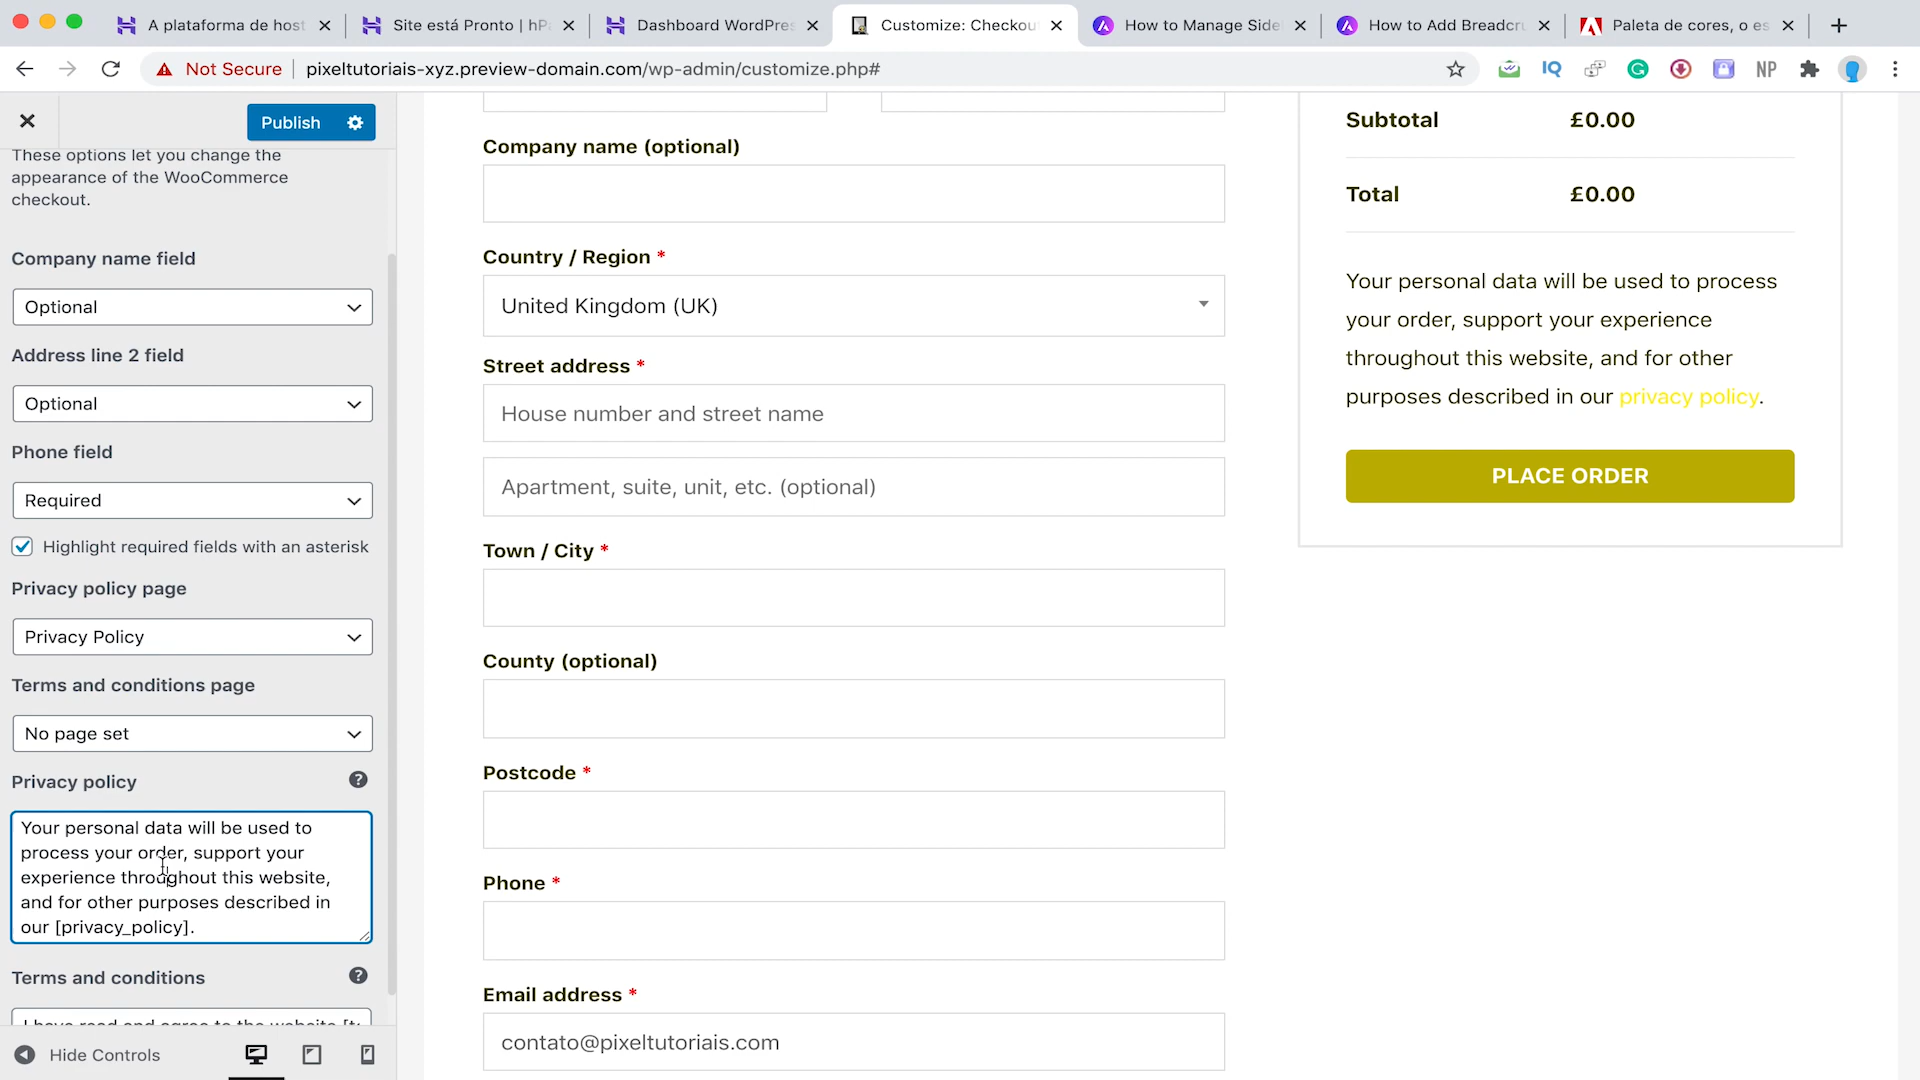 A plataforma de host
Site está Pronto | hP
Dashboard WordPres
Customize: Checkou
How to Manage Side
How to Add Breadcr
Paleta de cores, o es
Not Secure
pixeltutoriais-xyz.preview-domain.com/wp-admin/customize.php#
IQ
NP
Publish
These options let you change the
appearance of the WooCommerce
checkout.
Company name field
Optional
Address line 2 field
Optional
Phone field
Required
Highlight required fields with an asterisk
Privacy policy page
Privacy Policy
Terms and conditions page
No page set
Privacy policy
Your personal data will be used to
process your order, support your
experience throughout this website,
and for other purposes described in
our [privacy_policy].
Terms and conditions
I have read and agree to the website [t
Hide Controls
Company name (optional)
Country / Region *
United Kingdom (UK)
Street address *
House number and street name
Apartment, suite, unit, etc. (optional)
Town / City *
County (optional)
Postcode *
Phone *
Email address *
contato@pixeltutoriais.com
Subtotal £0.00
Total £0.00
Your personal data will be used to process
your order, support your experience
throughout this website, and for other
purposes described in our privacy policy.
PLACE ORDER